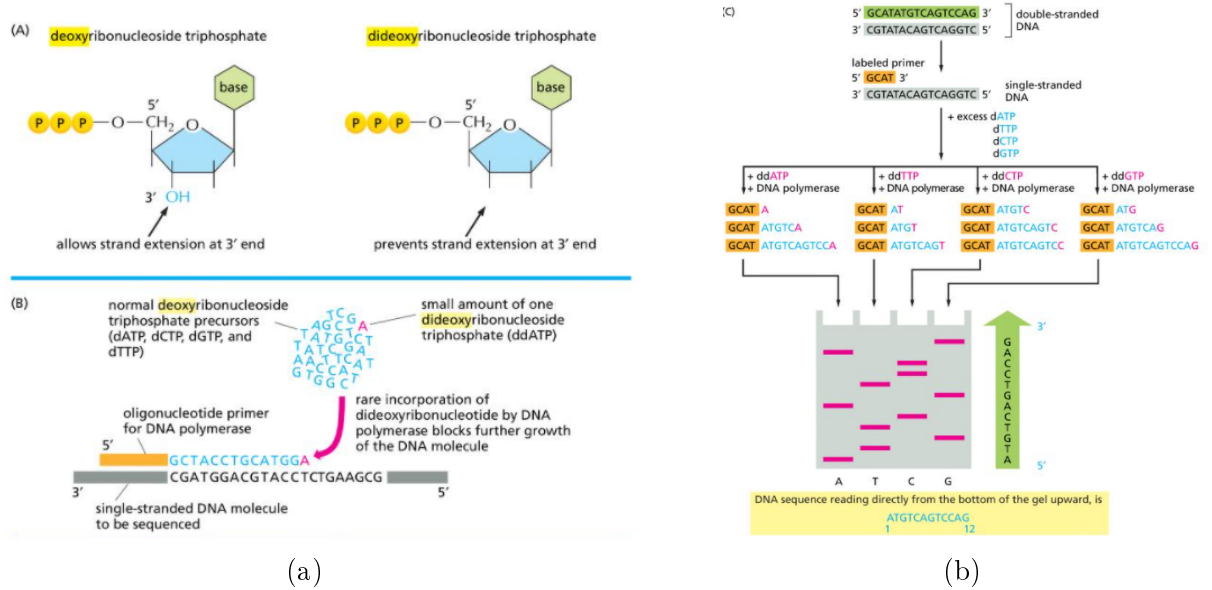 (A)
deoxyribonucleoside triphosphate
dideoxyribonucleoside triphosphate
base
base
5′
5′
P P P O CH2 O
P P P O CH2 O
3′ OH
allows strand extension at 3′ end
prevents strand extension at 3′ end
(B)
normal deoxyribonucleoside
triphosphate precursors
(dATP, dCTP, dGTP, and
dTTP)
small amount of one
dideoxyribonucleoside
triphosphate (ddATP)
rare incorporation of
dideoxyribonucleotide by DNA
polymerase blocks further growth
of the DNA molecule
oligonucleotide primer
for DNA polymerase
5′
GCTACCTGCATGGA
CGATGGACGTACCTCTGAAGCG
3′
5′
single-stranded DNA molecule
to be sequenced
(a)
(C)
5′ GCATATGTCAGTCCAG 3′
3′ CGTATACAGTCAGGTC 5′
double-stranded
DNA
labeled primer
5′ GCAT 3′
3′ CGTATACAGTCAGGTC 5′
single-stranded
DNA
+ excess dATP
dTTP
dCTP
dGTP
+ ddATP
+ DNA polymerase
+ ddTTP
+ DNA polymerase
+ ddCTP
+ DNA polymerase
+ ddGTP
+ DNA polymerase
GCAT A
GCAT AT
GCAT ATGTC
GCAT ATG
GCAT ATGTCA
GCAT ATGT
GCAT ATGTCAGTC
GCAT ATGTCAG
GCAT ATGTCAGTCCA
GCAT ATGTCAGT
GCAT ATGTCAGTCC
GCAT ATGTCAGTCCAG
3′
GACCTGACTGTA
5′
A T C G
DNA sequence reading directly from the bottom of the gel upward, is
ATGTCAGTCCAG
1 12
(b)